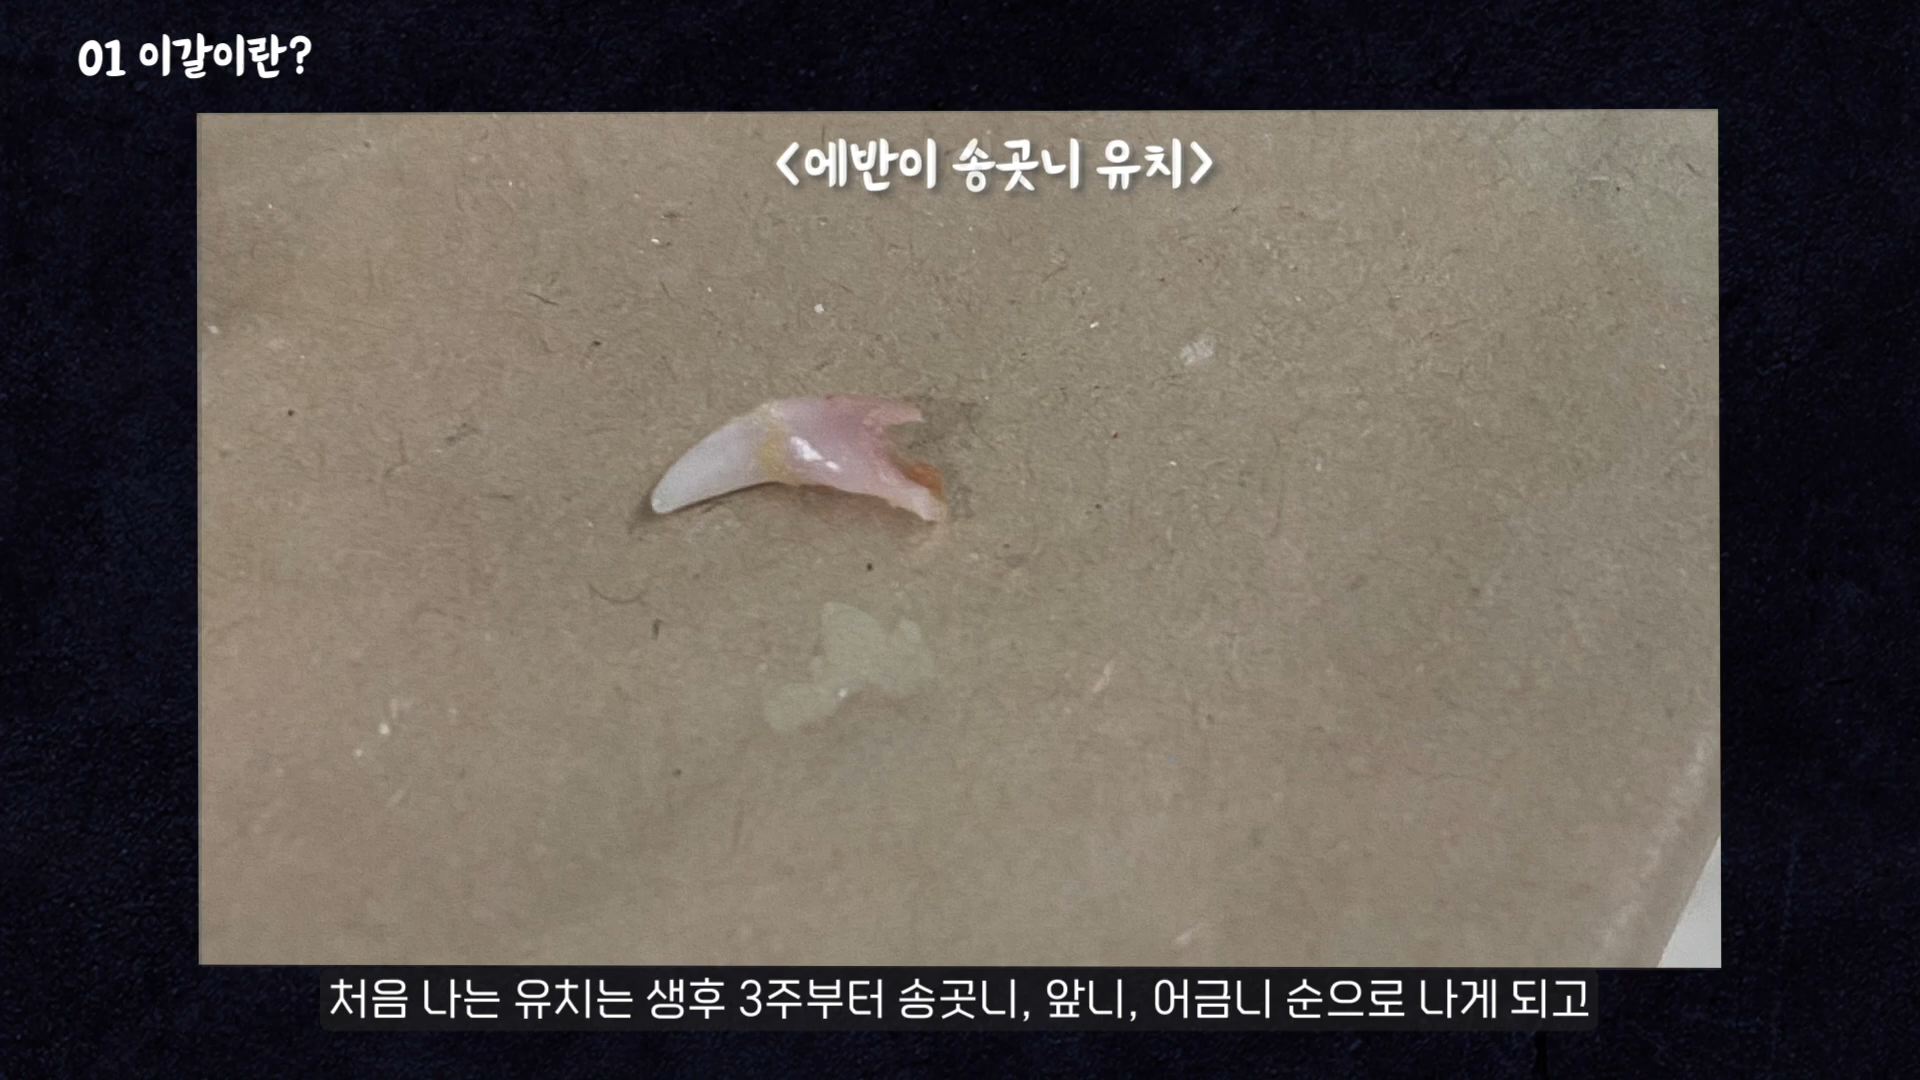 01 이갈이란?
<에반이 송곳니 유치>
처음 나는 유치는 생후 3주부터 송곳니, 앞니, 어금니 순으로 나게 되고